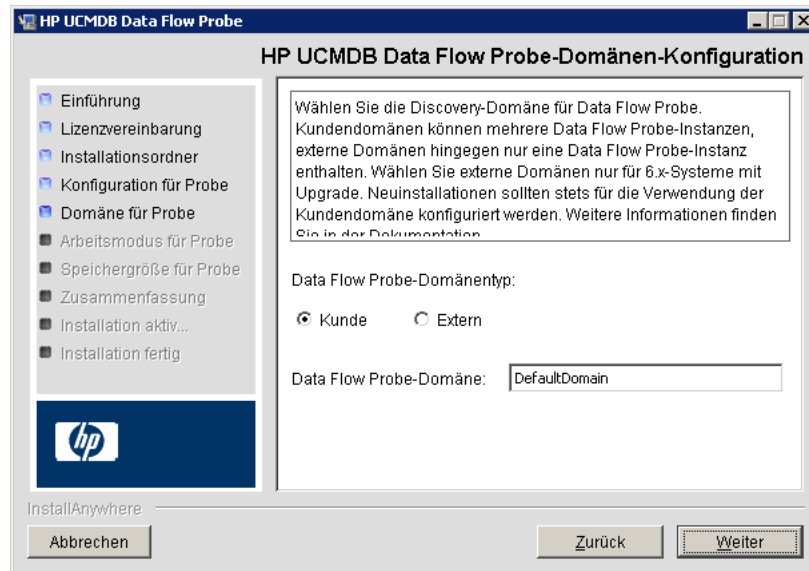 HP UCMDB Data Flow Probe
HP UCMDB Data Flow Probe-Domänen-Konfiguration
Einführung
Lizenzvereinbarung
Installationsordner
Konfiguration für Probe
Domäne für Probe
Arbeitsmodus für Probe
Speichergröße für Probe
Zusammenfassung
Installation aktiv...
Installation fertig
hp
Wählen Sie die Discovery-Domäne für Data Flow Probe.
Kundendomänen können mehrere Data Flow Probe-Instanzen,
externe Domänen hingegen nur eine Data Flow Probe-Instanz
enthalten. Wählen Sie externe Domänen nur für 6.x-Systeme mit
Upgrade. Neuinstallationen sollten stets für die Verwendung der
Kundendomäne konfiguriert werden. Weitere Informationen finden
Sie in der Dokumentation.
Data Flow Probe-Domänentyp:
Kunde Extern
Data Flow Probe-Domäne: DefaultDomain
InstallAnywhere
Abbrechen Zurück Weiter